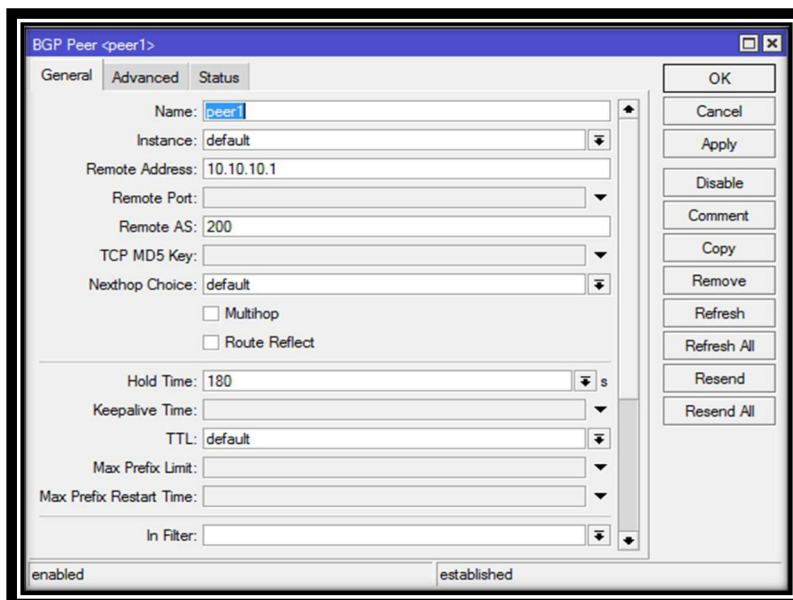 BGP Peer <peer1>
General Advanced Status
Name: peer1
Instance: default
Remote Address: 10.10.10.1
Remote Port:
Remote AS: 200
TCP MD5 Key:
Nexthop Choice: default
Multihop
Route Reflect
Hold Time: 180 s
Keepalive Time:
TTL: default
Max Prefix Limit:
Max Prefix Restart Time:
In Filter:
OK
Cancel
Apply
Disable
Comment
Copy
Remove
Refresh
Refresh All
Resend
Resend All
enabled established